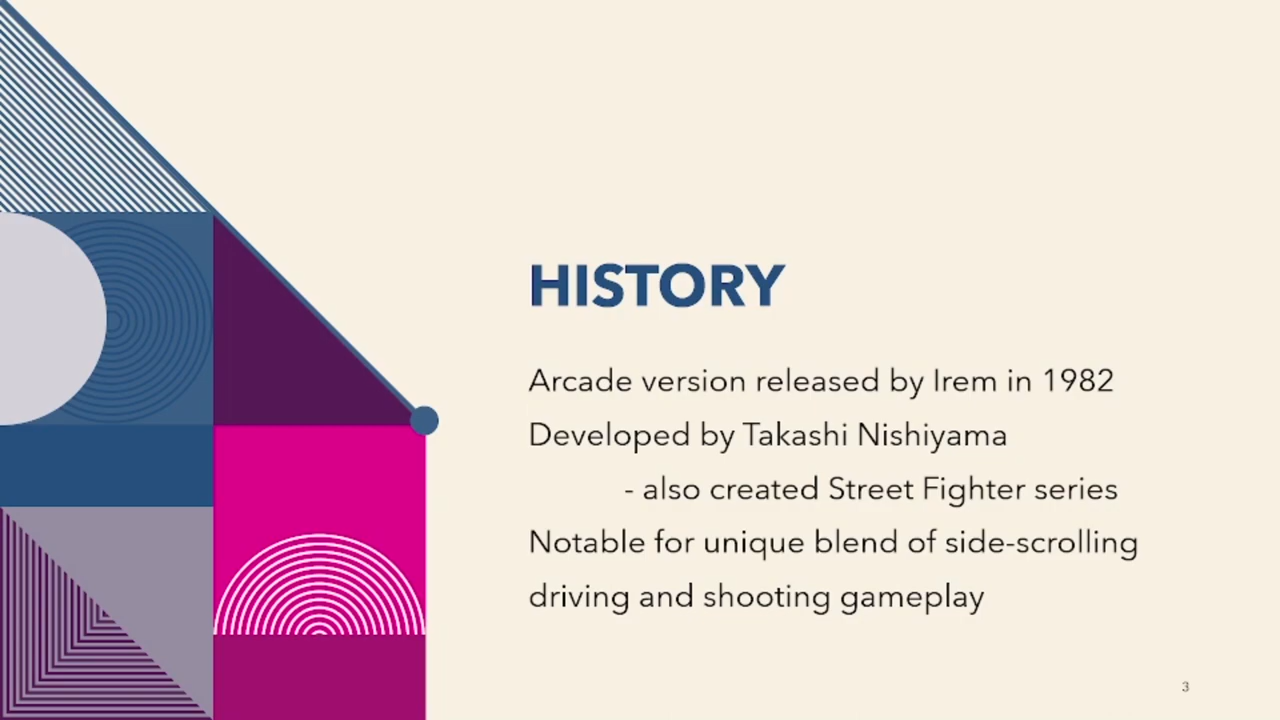 HISTORY
Arcade version released by Irem in 1982
Developed by Takashi Nishiyama
- also created Street Fighter series
Notable for unique blend of side-scrolling
driving and shooting gameplay
3